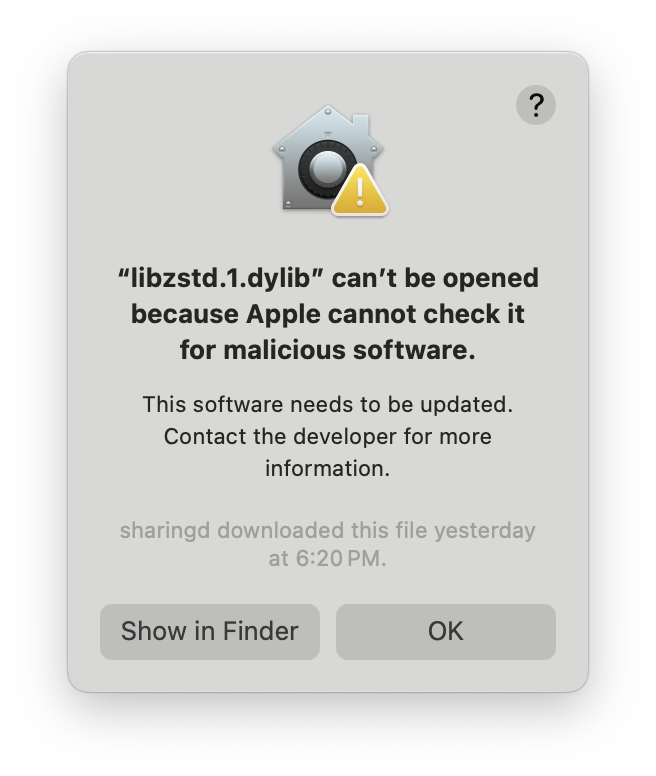 ?
“libzstd.1.dylib” can’t be opened
because Apple cannot check it
for malicious software.
This software needs to be updated.
Contact the developer for more
information.
sharingd downloaded this file yesterday
at 6:20 PM.
Show in Finder
OK